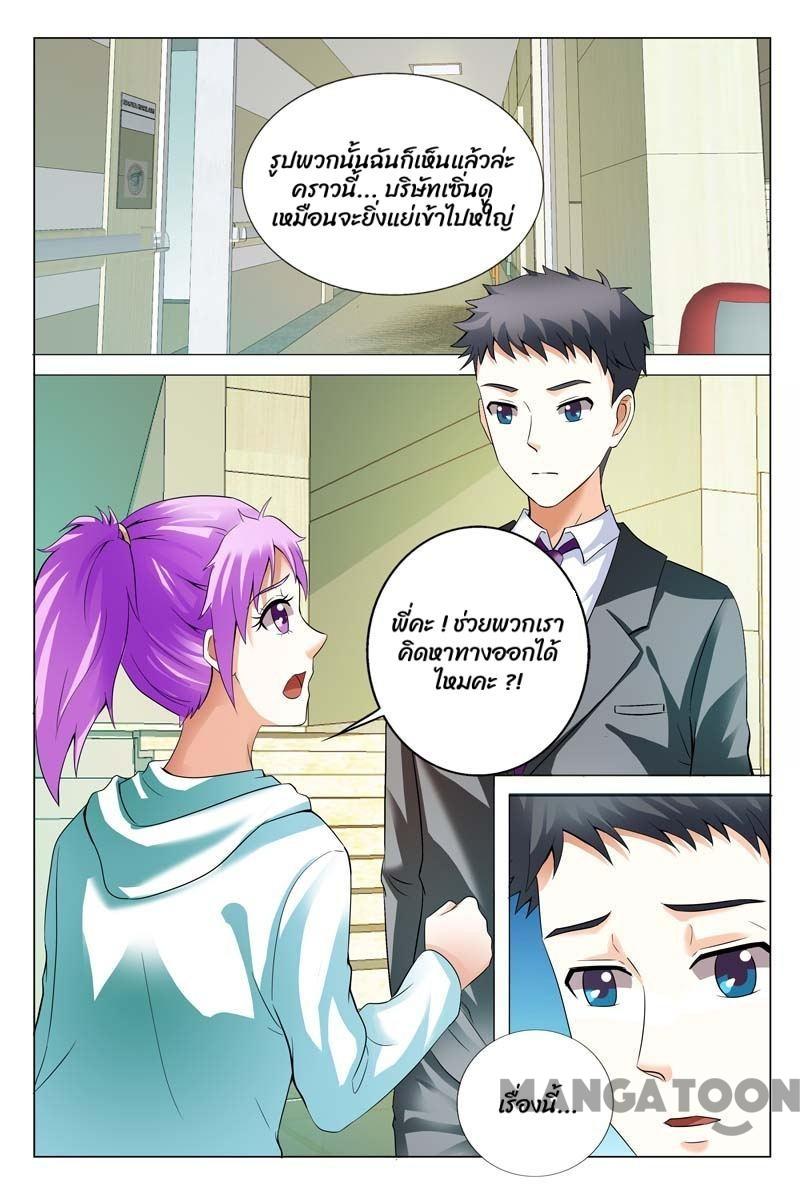 รูปพวกนั้นฉันก็เห็นแล้วล่ะ
คราวนี้... บริษัทเซิ่นดู
เหมือนจะยิ่งแย่เข้าไปใหญ่
พี่คะ ! ช่วยพวกเรา
คิดหาทางออกได้
ไหมคะ ?!
เรื่องนี้...
MANGATOON